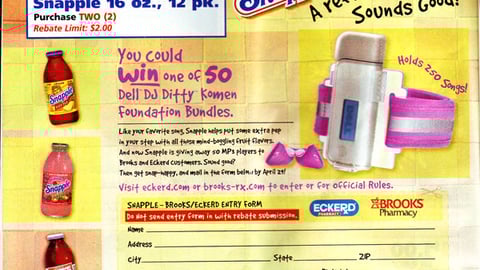 Snapple 16 oz., 12 pk.
Purchase TWO (2)
Rebate Limit: $2.00
Sounds Good!
You could
win one of 50
Dell DJ Ditty Komen
Foundation Bundles.
Holds 250 Songs!
Like your favorite song, Snapple helps put some extra pep
in your step with all those mind-boggling fruit flavors.
And now Snapple is giving away 50 MP3 players to
Brooks and Eckerd customers. Sound good?
Then get snap-happy, and mail in the form below by April 29!
Visit eckerd.com or brooks-rx.com to enter or for official Rules.
SNAPPLE - BROOKS/ECKERD ENTRY FORM
Do not send entry form in with rebate submission.
ECKERD
PHARMACY
BROOKS
Pharmacy
Name
Address
City State ZIP
Snapple
Snapple
Snapple